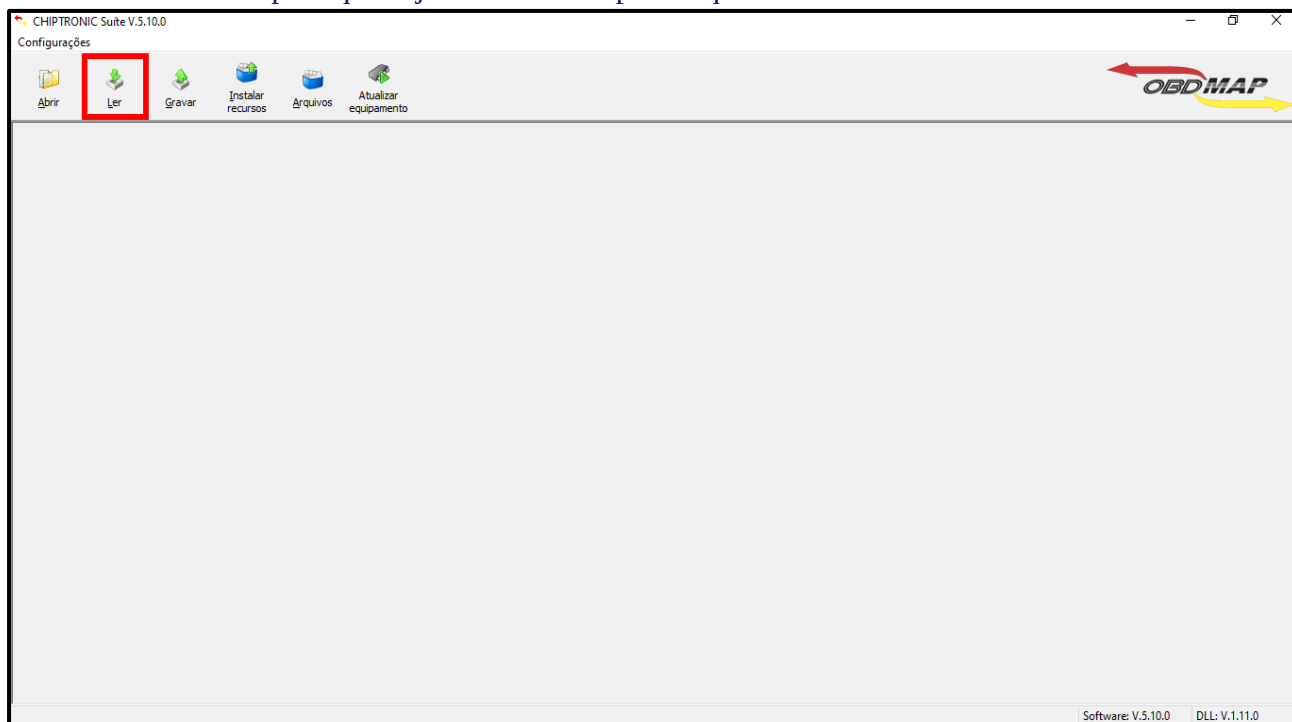 CHIPTRONIC Suíte V.5.10.0
Configurações
Abrir
Ler
Gravar
Instalar
recursos
Arquivos
Atualizar
equipamento
OBDMAP
Software: V.5.10.0 DLL: V.1.11.0